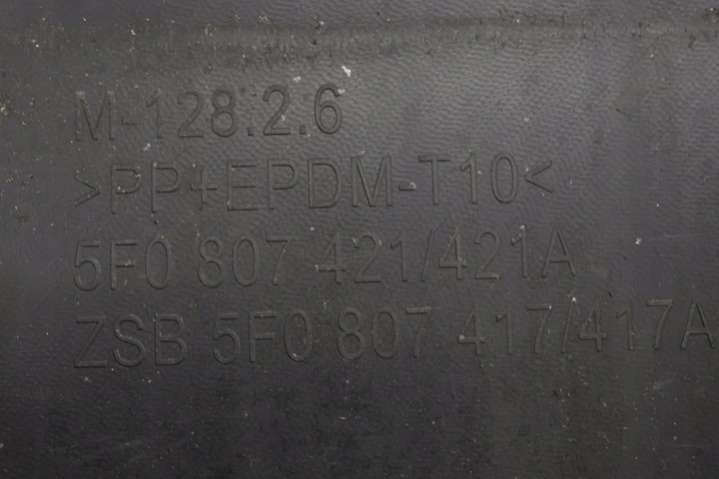 M-128.2.6
>PP+EPDM-T10<
5F0 807 421/421A
ZSB 5F0 807 417/417A